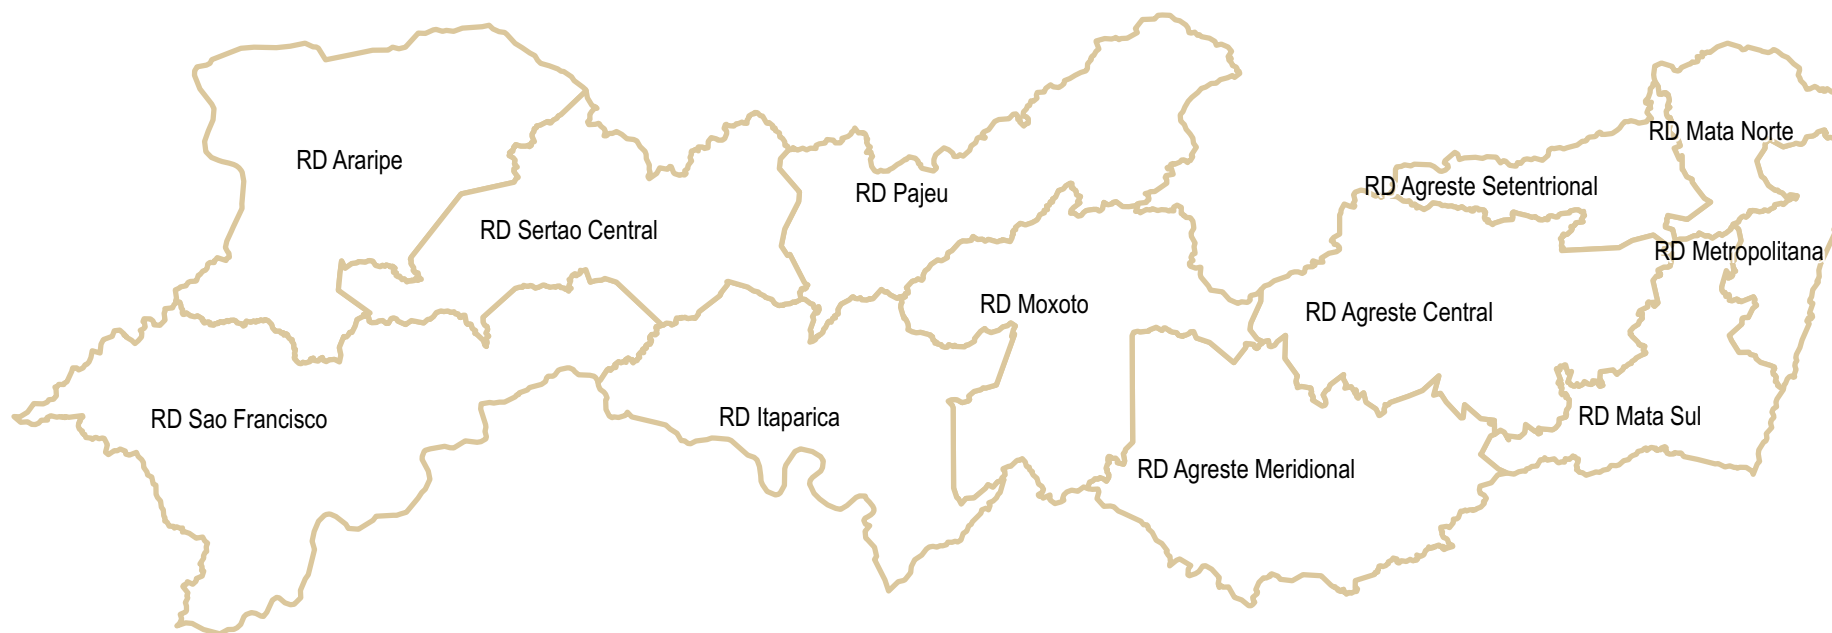 RD Mata Norte
RD Araripe
RD Agreste Setentrional
RD Pajeu
RD Sertao Central
RD Metropolitana
RD Moxoto
RD Agreste Central
RD Sao Francisco
RD Itaparica
RD Mata Sul
RD Agreste Meridional